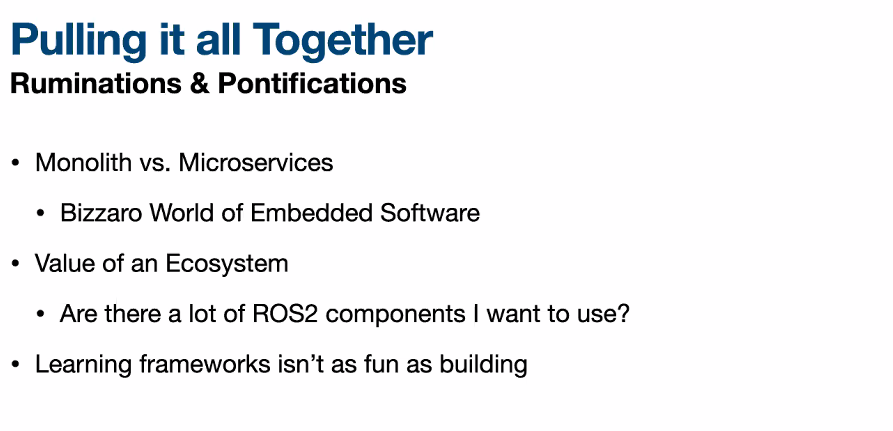 Pulling it all Together
Ruminations & Pontifications
• Monolith vs. Microservices
• Bizzaro World of Embedded Software
• Value of an Ecosystem
• Are there a lot of ROS2 components I want to use?
• Learning frameworks isn’t as fun as building